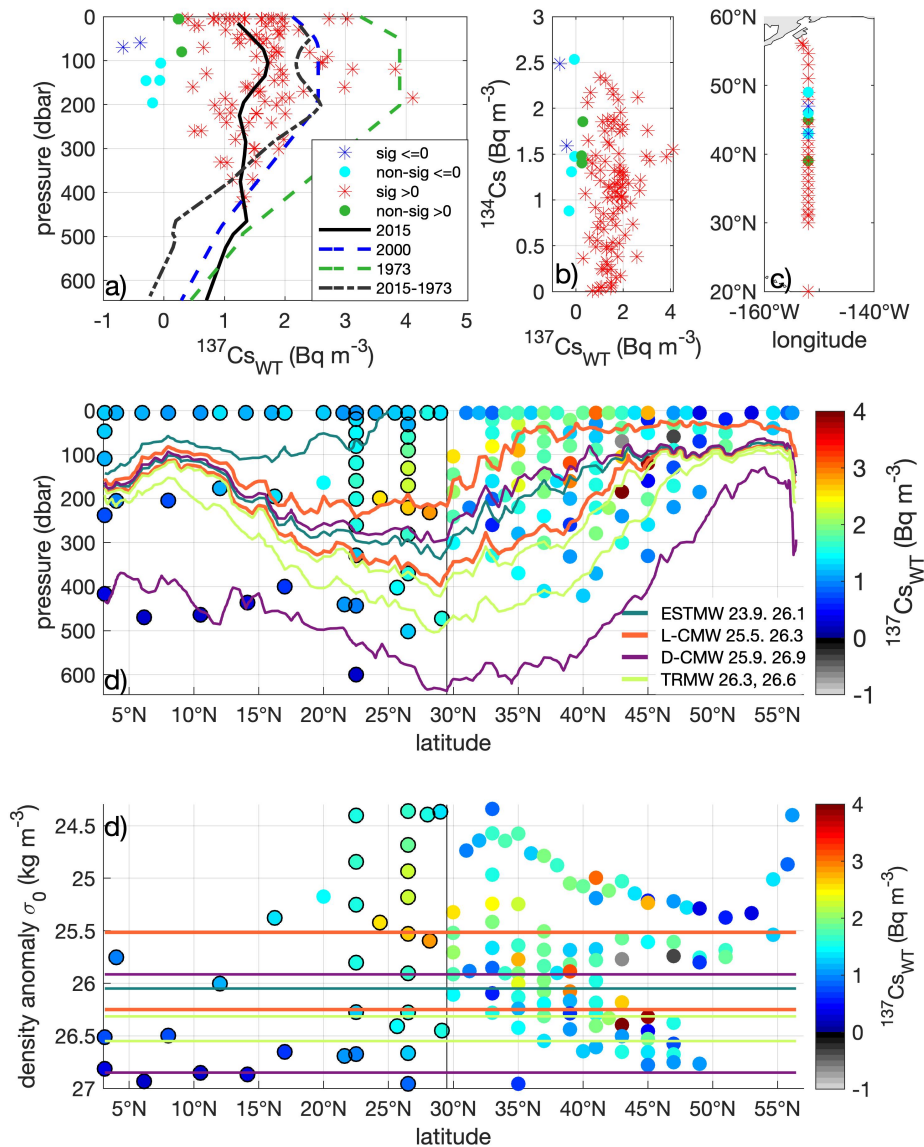 0
100
200
300
400
500
600
pressure (dbar)
-1
0
1
2
3
4
5
137CsWT (Bq m-3)
a)
sig <=0
non-sig <=0
sig >0
non-sig >0
2015
2000
1973
2015-1973
3
2.5
2
1.5
1
0.5
0
134Cs (Bq m-3)
b)
0
2
4
137CsWT (Bq m-3)
60°N
50°N
40°N
30°N
20°N
c)
-160°W
-140°W
longitude
0
100
200
300
400
500
600
pressure (dbar)
d)
ESTMW 23.9. 26.1
L-CMW 25.5. 26.3
D-CMW 25.9. 26.9
TRMW 26.3, 26.6
5°N
10°N
15°N
20°N
25°N
30°N
35°N
40°N
45°N
50°N
55°N
latitude
4
3
2
1
0
-1
137CsWT (Bq m-3)
d)
24.5
25
25.5
26
26.5
27
density anomaly σ0 (kg m-3)
5°N
10°N
15°N
20°N
25°N
30°N
35°N
40°N
45°N
50°N
55°N
latitude
4
3
2
1
0
-1
137CsWT (Bq m-3)